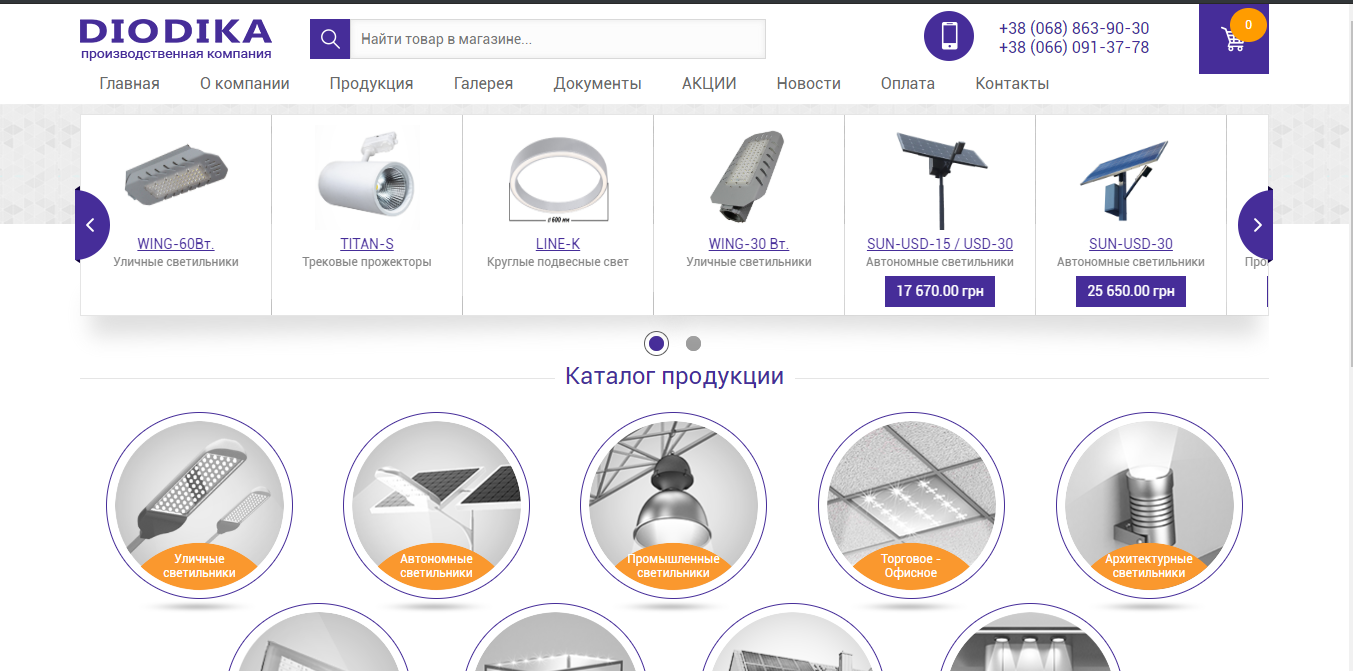 DIODIKA
производственная компания
Найти товар в магазине...
+38 (068) 863-90-30
+38 (066) 091-37-78
0
Главная О компании Продукция Галерея Документы АКЦИИ Новости Оплата Контакты
WING-60Вт.
Уличные светильники
TITAN-S
Трековые прожекторы
600 мм
LINE-K
Круглые подвесные свет
WING-30 Вт.
Уличные светильники
SUN-USD-15 / USD-30
Автономные светильники
17 670.00 грн
SUN-USD-30
Автономные светильники
25 650.00 грн
Про
Каталог продукции
Уличные
светильники
Автономные
светильники
Промышленные
светильники
Торговое -
Офисное
Архитектурные
светильники